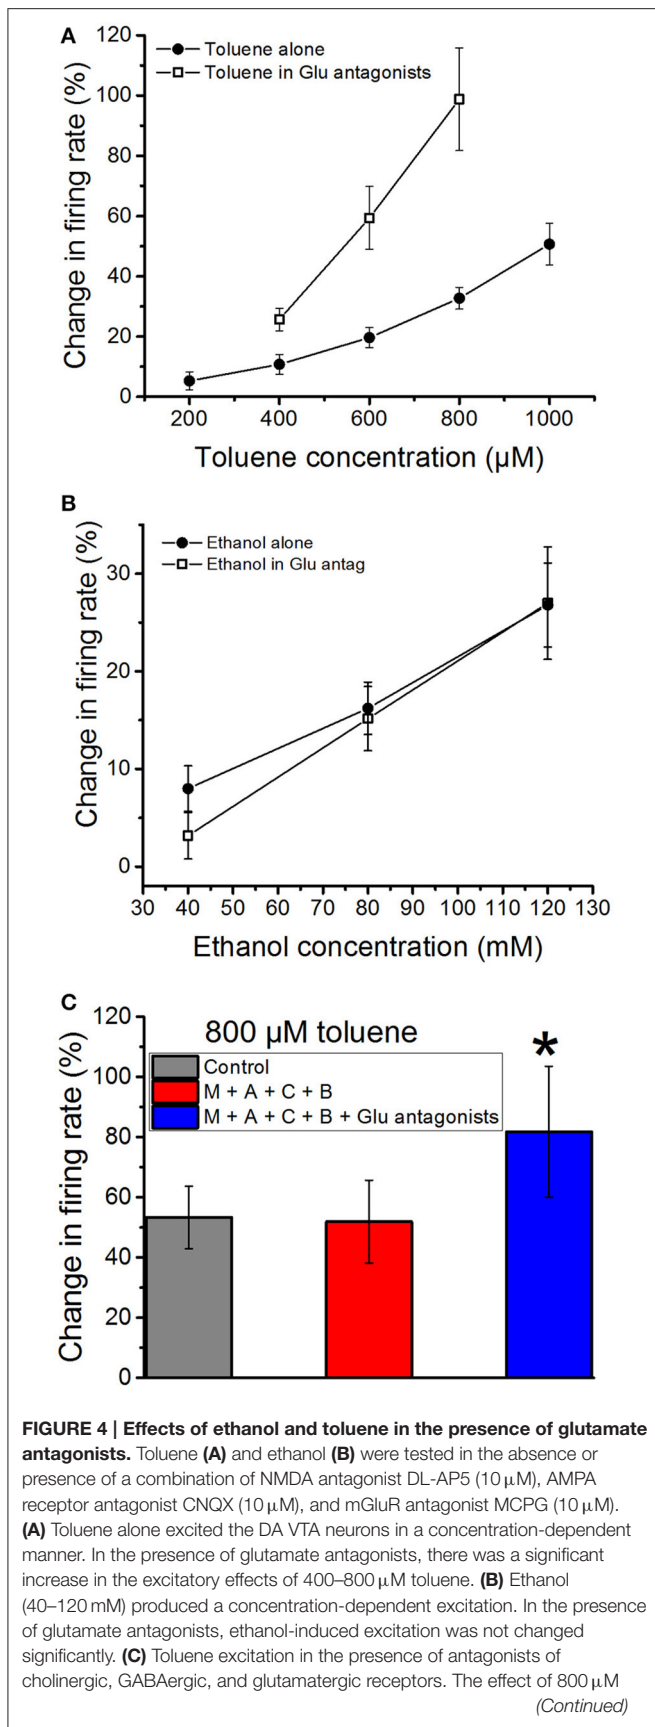 A
Toluene alone
Toluene in Glu antagonists
Change in firing rate (%)
120
100
80
60
40
20
0
200 400 600 800 1000
Toluene concentration (µM)
B
Ethanol alone
Ethanol in Glu antag
Change in firing rate (%)
30
20
10
0
30 40 50 60 70 80 90 100 110 120 130
Ethanol concentration (mM)
C
800 µM toluene
Control
M + A + C + B
M + A + C + B + Glu antagonists
*
Change in firing rate (%)
120
100
80
60
40
20
0
FIGURE 4 | Effects of ethanol and toluene in the presence of glutamate
antagonists. Toluene (A) and ethanol (B) were tested in the absence or
presence of a combination of NMDA antagonist DL-AP5 (10 µM), AMPA
receptor antagonist CNQX (10 µM), and mGluR antagonist MCPG (10 µM).
(A) Toluene alone excited the DA VTA neurons in a concentration-dependent
manner. In the presence of glutamate antagonists, there was a significant
increase in the excitatory effects of 400–800 µM toluene. (B) Ethanol
(40–120 mM) produced a concentration-dependent excitation. In the presence
of glutamate antagonists, ethanol-induced excitation was not changed
significantly. (C) Toluene excitation in the presence of antagonists of
cholinergic, GABAergic, and glutamatergic receptors. The effect of 800 µM
(Continued)